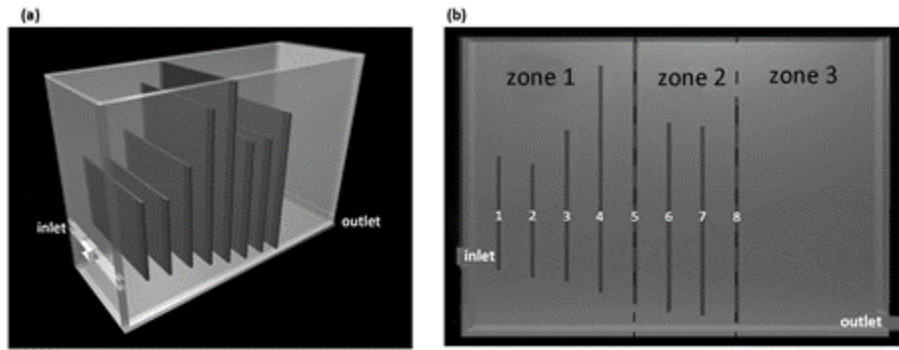 (a)
inlet
outlet
(b)
zone 1
zone 2
zone 3
1 2 3 4 5 6 7 8
inlet
outlet